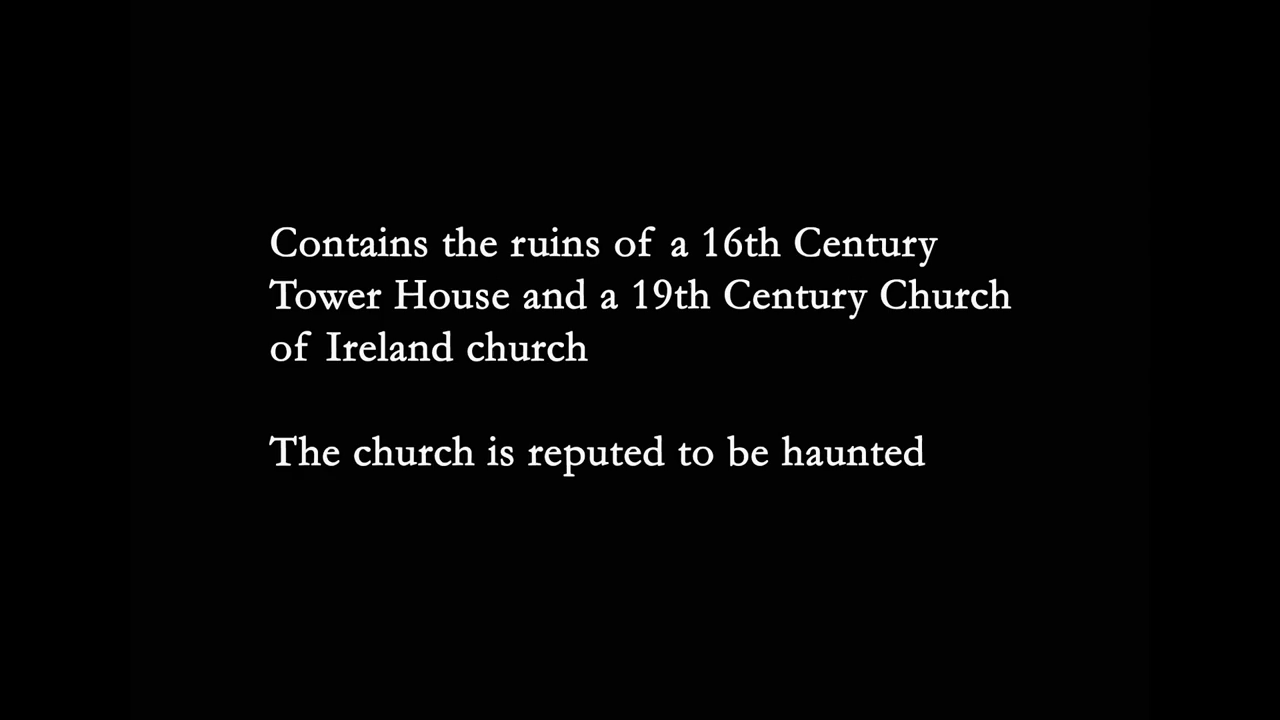 Contains the ruins of a 16th Century
Tower House and a 19th Century Church
of Ireland church
The church is reputed to be haunted